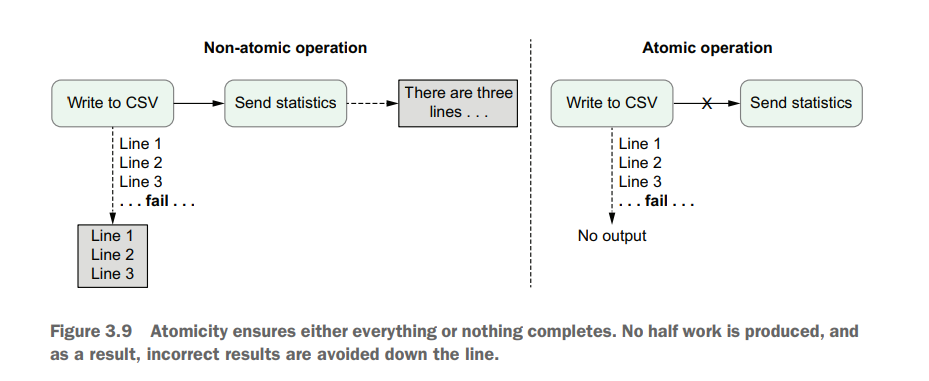 Non-atomic operation
Write to CSV
Send statistics
There are three
lines . . .
Line 1
Line 2
Line 3
. . . fail . . .
Line 1
Line 2
Line 3
Atomic operation
Write to CSV
X
Send statistics
Line 1
Line 2
Line 3
. . . fail . . .
No output
Figure 3.9 Atomicity ensures either everything or nothing completes. No half work is produced, and
as a result, incorrect results are avoided down the line.